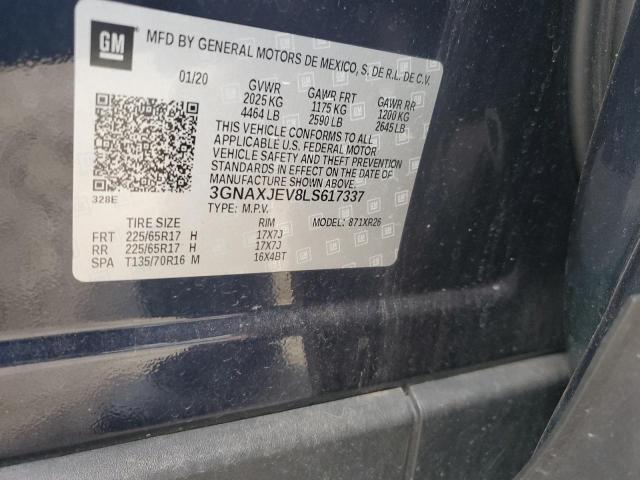 GM
MFD BY GENERAL MOTORS DE MEXICO, S. DE R.L. DE C.V.
01/20 GVWR GAWR FRT GAWR RR
2025 KG 1175 KG 1200 KG
4464 LB 2590 LB 2645 LB
THIS VEHICLE CONFORMS TO ALL
APPLICABLE U.S. FEDERAL MOTOR
VEHICLE SAFETY AND THEFT PREVENTION
STANDARDS IN EFFECT ON THE DATE OF
MANUFACTURE SHOWN ABOVE.
328E 3GNAXJEV8LS617337
TYPE: M.P.V. MODEL: 871XR26
TIRE SIZE RIM
FRT 225/65R17 H 17X7J
RR 225/65R17 H 17X7J
SPA T135/70R16 M 16X4BT